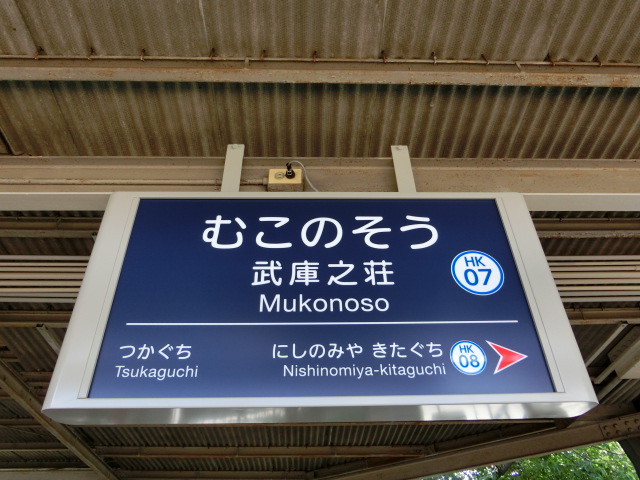 むこのそう
武庫之荘
Mukonoso
HK
07
つかぐち
Tsukaguchi
にしのみや きたぐち
Nishinomiya-kitaguchi
HK
08